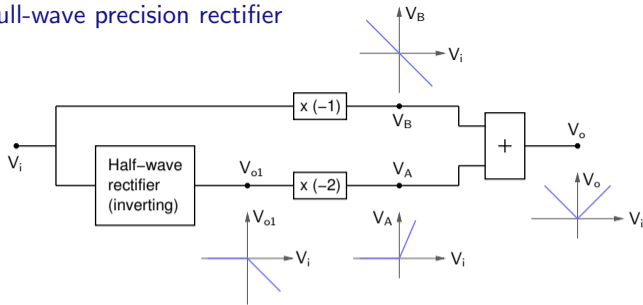 ull-wave precision rectifier
V_B
V_i
x (−1)
V_B
V_i
Half−wave
rectifier
(inverting)
V_o1
x (−2)
V_A
+
V_o
V_o1
V_i
V_A
V_i
V_o
V_i